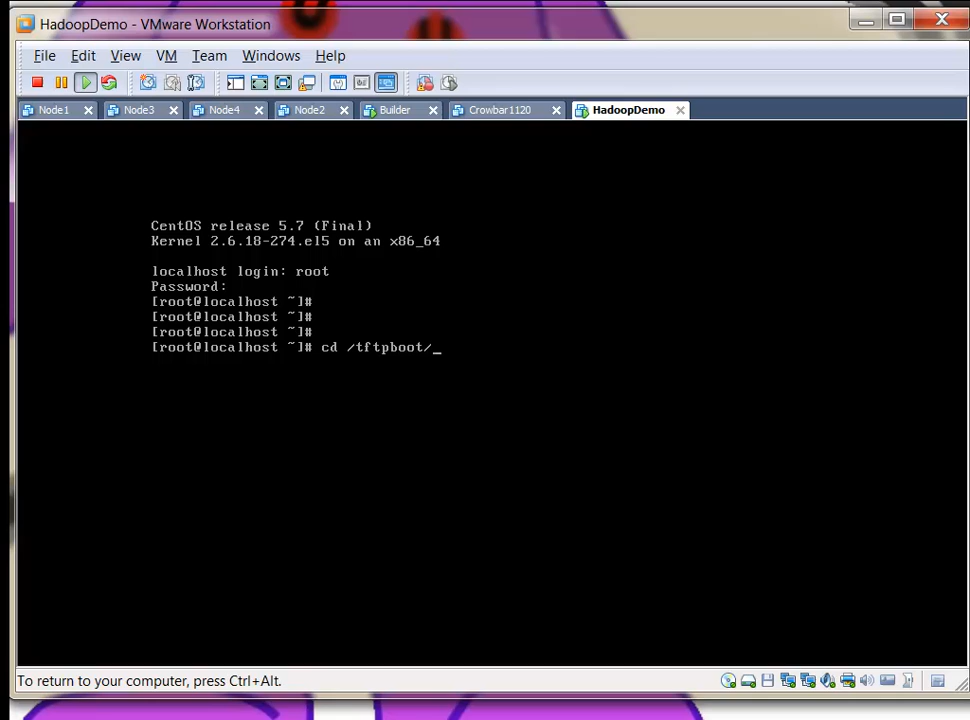 HadoopDemo - VMware Workstation
File Edit View VM Team Windows Help
Node1 Node3 Node4 Node2 Builder Crowbar1120 HadoopDemo
CentOS release 5.7 (Final)
Kernel 2.6.18-274.el5 on an x86_64
localhost login: root
Password:
[root@localhost ~]#
[root@localhost ~]#
[root@localhost ~]#
[root@localhost ~]# cd /tftpboot/_
To return to your computer, press Ctrl+Alt.